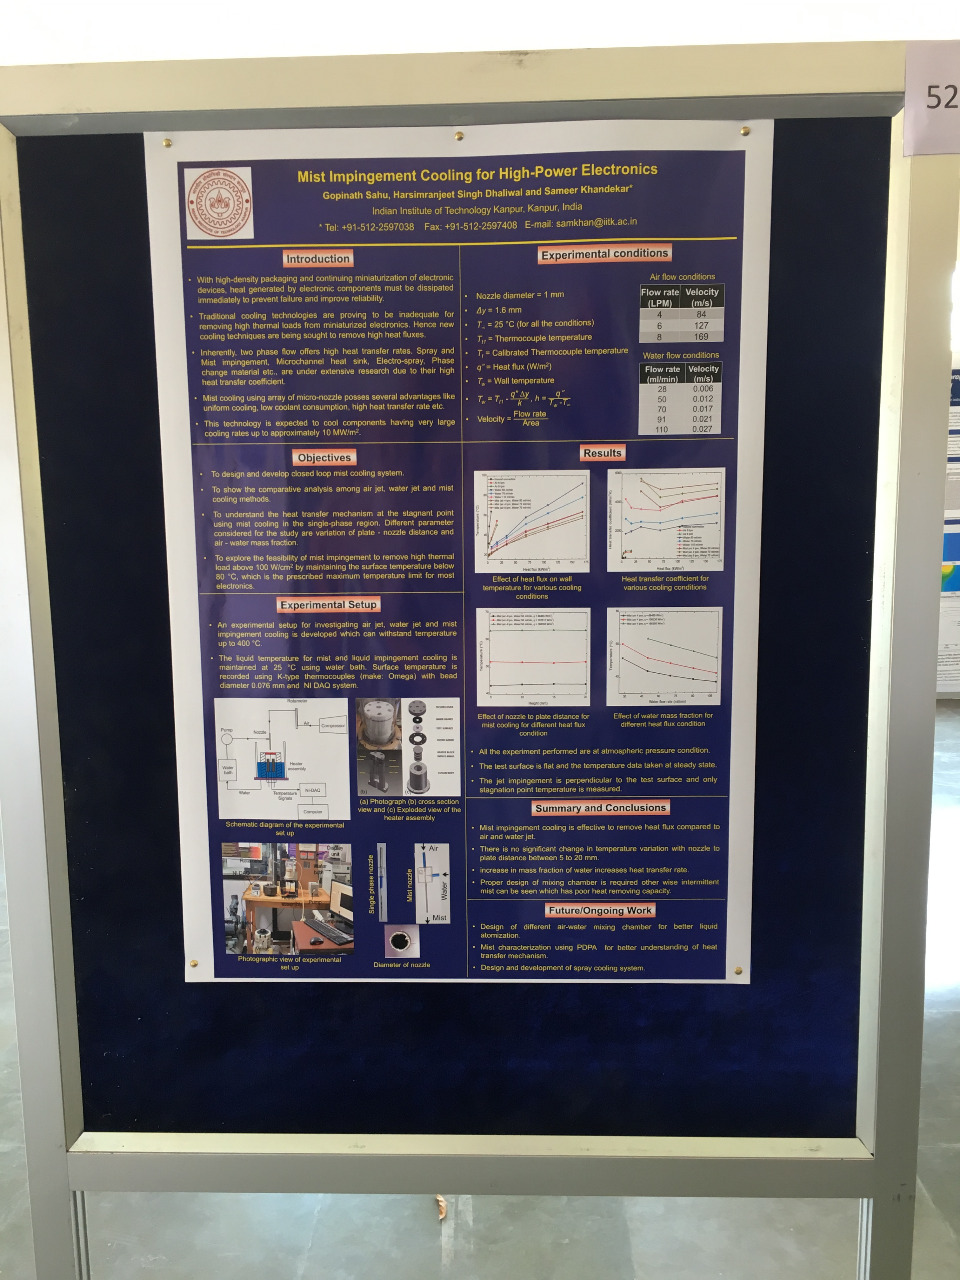 52
Mist Impingement Cooling for High-Power Electronics
Gopinath Sahu, Harsimranjeet Singh Dhaliwal and Sameer Khandekar*
Indian Institute of Technology Kanpur, Kanpur, India
* Tel: +91-512-2597038 Fax: +91-512-2597408 E-mail: samkhan@iitk.ac.in
Introduction
• With high-density packaging and continuing miniaturization of electronic
devices, heat generated by electronic components must be dissipated
immediately to prevent failure and improve reliability.
• Traditional cooling technologies are proving to be inadequate for
removing high thermal loads from miniaturized electronics. Hence new
cooling techniques are being sought to remove high heat fluxes.
• Inherently, two phase flow offers high heat transfer rates. Spray and
Mist impingement, Microchannel heat sink, Electro-spray, Phase
change material etc., are under extensive research due to their high
heat transfer coefficient.
• Mist cooling using array of micro-nozzle posses several advantages like
uniform cooling, low coolant consumption, high heat transfer rate etc.
• This technology is expected to cool components having very large
cooling rates up to approximately 10 MW/m².
Objectives
• To design and develop closed loop mist cooling system.
• To show the comparative analysis among air jet, water jet and mist
cooling methods.
• To understand the heat transfer mechanism at the stagnant point
using mist cooling in the single-phase region. Different parameter
considered for the study are variation of plate - nozzle distance and
air - water mass fraction.
• To explore the feasibility of mist impingement to remove high thermal
load above 100 W/cm² by maintaining the surface temperature below
80 °C, which is the prescribed maximum temperature limit for most
electronics.
Experimental Setup
• An experimental setup for investigating air jet, water jet and mist
impingement cooling is developed which can withstand temperature
up to 400 °C.
• The liquid temperature for mist and liquid impingement cooling is
maintained at 25 °C using water bath. Surface temperature is
recorded using K-type thermocouples (make: Omega) with bead
diameter 0.076 mm and NI DAQ system.
Rotameter
Air
Compressor
Pump
Nozzle
Heater
assembly
Water
bath
Water
Temperature
Signals
NI DAQ
Computer
Schematic diagram of the experimental
set up
(b)
(c)
(a) Photograph (b) cross section
view and (c) Exploded view of the
heater assembly
Photographic view of experimental
set up
Single phase nozzle
Mist nozzle
Air
Water
Mist
Diameter of nozzle
Experimental conditions
• Nozzle diameter = 1 mm
• Δy = 1.6 mm
• T∞ = 25 °C (for all the conditions)
• T_Tr = Thermocouple temperature
• T_i = Calibrated Thermocouple temperature
• q" = Heat flux (W/m²)
• T_w = Wall temperature
• T_w = T_Ti - q" Δy / k , h = q" / T_w - T∞
• Velocity = Flow rate / Area
Air flow conditions
Flow rate (LPM) Velocity (m/s)
4 84
6 127
8 169
Water flow conditions
Flow rate (ml/min) Velocity (m/s)
28 0.006
50 0.012
70 0.017
91 0.021
110 0.027
Results
Heat flux (kW/m²)
Effect of heat flux on wall
temperature for various cooling
conditions
Heat flux (kW/m²)
Heat transfer coefficient for
various cooling conditions
Temperature (°C)
Height (mm)
Effect of nozzle to plate distance for
mist cooling for different heat flux
condition
Temperature (°C)
Water flow rate (ml/min)
Effect of water mass fraction for
different heat flux condition
• All the experiment performed are at atmospheric pressure condition.
• The test surface is flat and the temperature data taken at steady state.
• The jet impingement is perpendicular to the test surface and only
stagnation point temperature is measured.
Summary and Conclusions
• Mist impingement cooling is effective to remove heat flux compared to
air and water jet.
• There is no significant change in temperature variation with nozzle to
plate distance between 5 to 20 mm.
• increase in mass fraction of water increases heat transfer rate.
• Proper design of mixing chamber is required other wise intermittent
mist can be seen which has poor heat removing capacity.
Future/Ongoing Work
• Design of different air-water mixing chamber for better liquid
atomization.
• Mist characterization using PDPA for better understanding of heat
transfer mechanism.
• Design and development of spray cooling system.